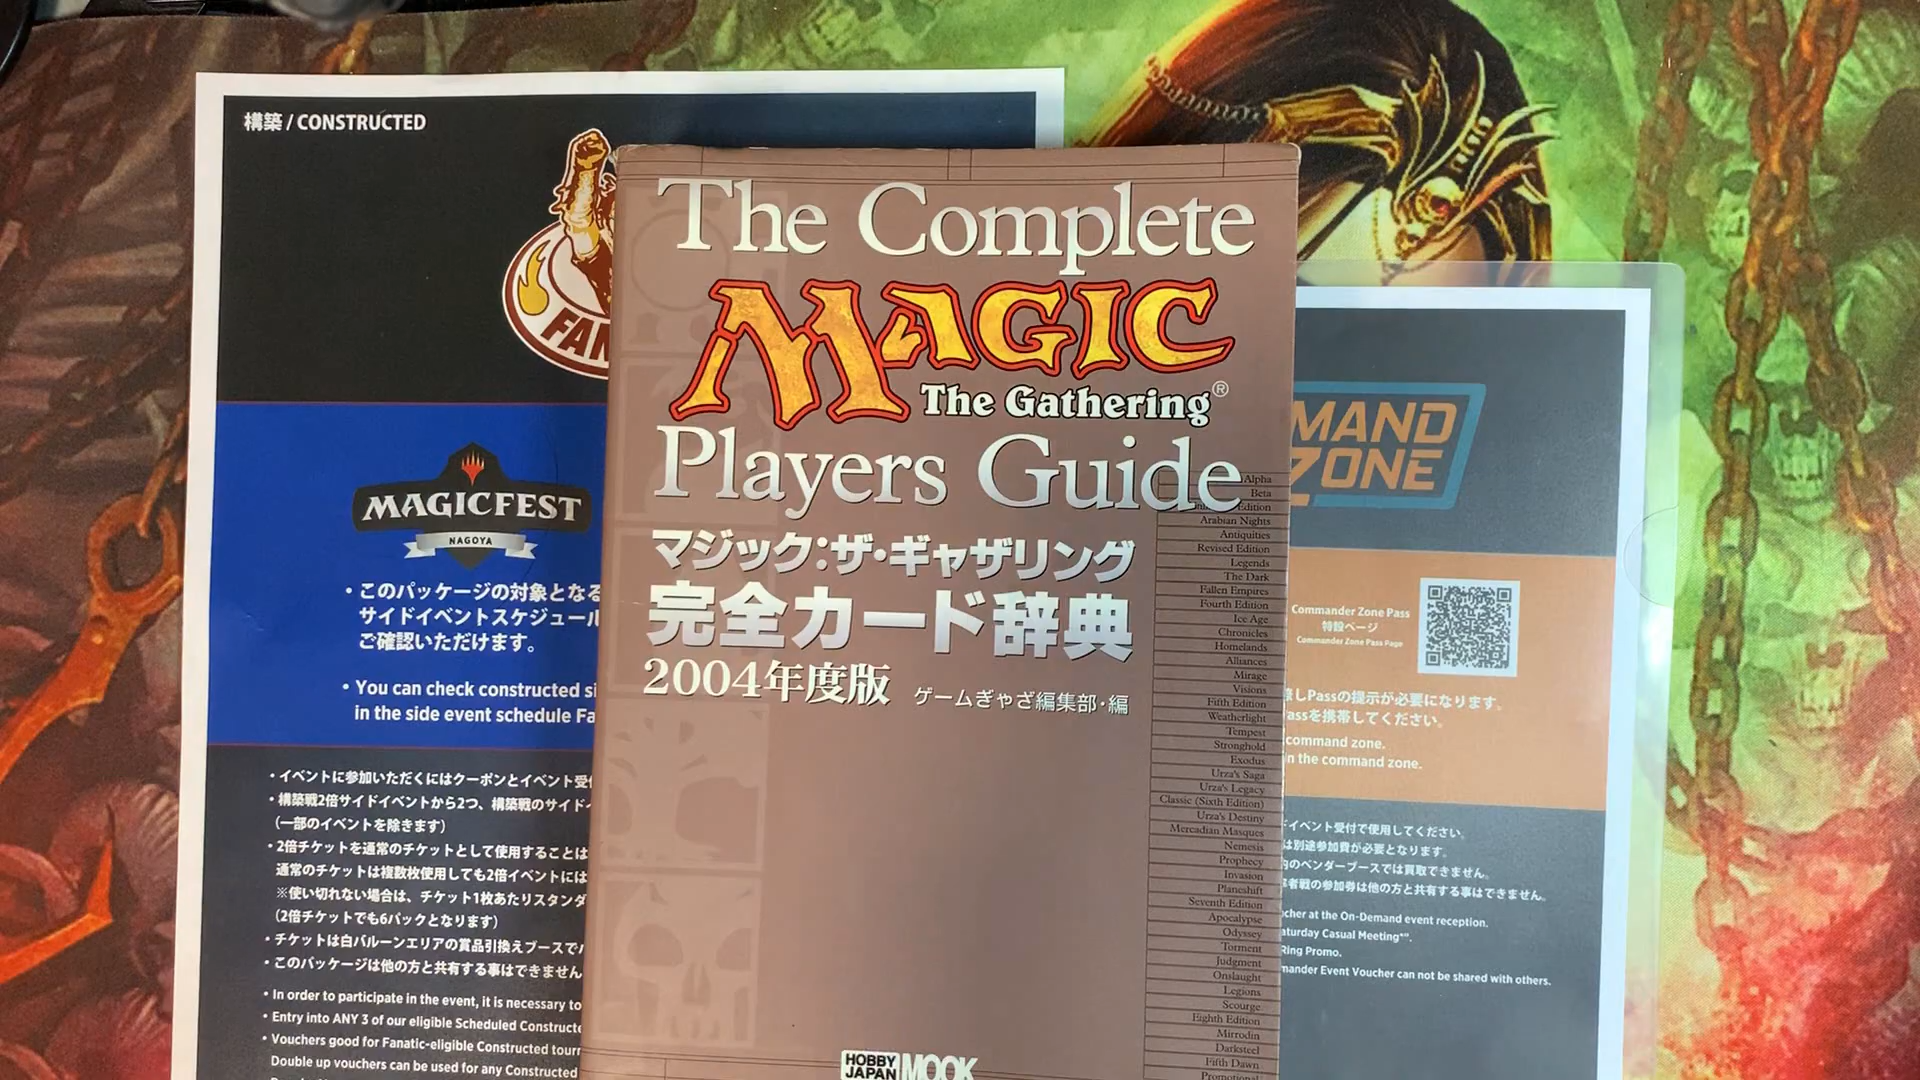 構築 / CONSTRUCTED
FAN
MAGICFEST
NAGOYA
・このパッケージの対象となる
サイドイベントスケジュール
ご確認いただけます。
• You can check constructed si
in the side event schedule Fa
・イベントに参加いただくにはクーポンとイベント受
・構築戦2倍サイドイベントから2つ、構築戦のサイド
(一部のイベントを除きます)
・2倍チケットを通常のチケットとして使用することは
通常のチケットは複数枚使用しても2倍イベントには
※使い切れない場合は、チケット1枚あたりスタンダ
(2倍チケットでも6パックとなります)
・チケットは白バルーンエリアの賞品引換えブースで
・このパッケージは他の方と共有する事はできません
• In order to participate in the event, it is necessary to
• Entry into ANY 3 of our eligible Scheduled Constructe
• Vouchers good for Fanatic-eligible Constructed tour
Double up vouchers can be used for any Constructed
The Complete
MAGIC
The Gathering®
Players Guide
マジック:ザ・ギャザリング
完全カード辞典
2004年度版 ゲームぎゃざ編集部・編
Alpha
Beta
Edition
Arabian Nights
Antiquities
Revised Edition
Legends
The Dark
Fallen Empires
Fourth Edition
Ice Age
Chronicles
Homelands
Alliances
Mirage
Visions
Fifth Edition
Weatherlight
Tempest
Stronghold
Exodus
Urza's Saga
Urza's Legacy
Classic (Sixth Edition)
Urza's Destiny
Mercadian Masques
Nemesis
Prophecy
Invasion
Planeshift
Seventh Edition
Apocalypse
Odyssey
Torment
Judgment
Onslaught
Legions
Scourge
Eighth Edition
Mirrodin
Darksteel
Fifth Dawn
Promotional
HOBBY JAPAN MOOK
MAND
ZONE
Commander Zone Pass
特設ページ
Commander Zone Pass Page
しPassの提示が必要になります。
assを携帯してください。
command zone.
n the command zone.
イベント受付で使用してください。
は別途参加費が必要となります。
内のベンダーブースでは買取できません。
者戦の参加券は他の方と共有する事はできません。
cher at the On-Demand event reception.
aturday Casual Meeting*".
Ring Promo.
mander Event Voucher can not be shared with others.